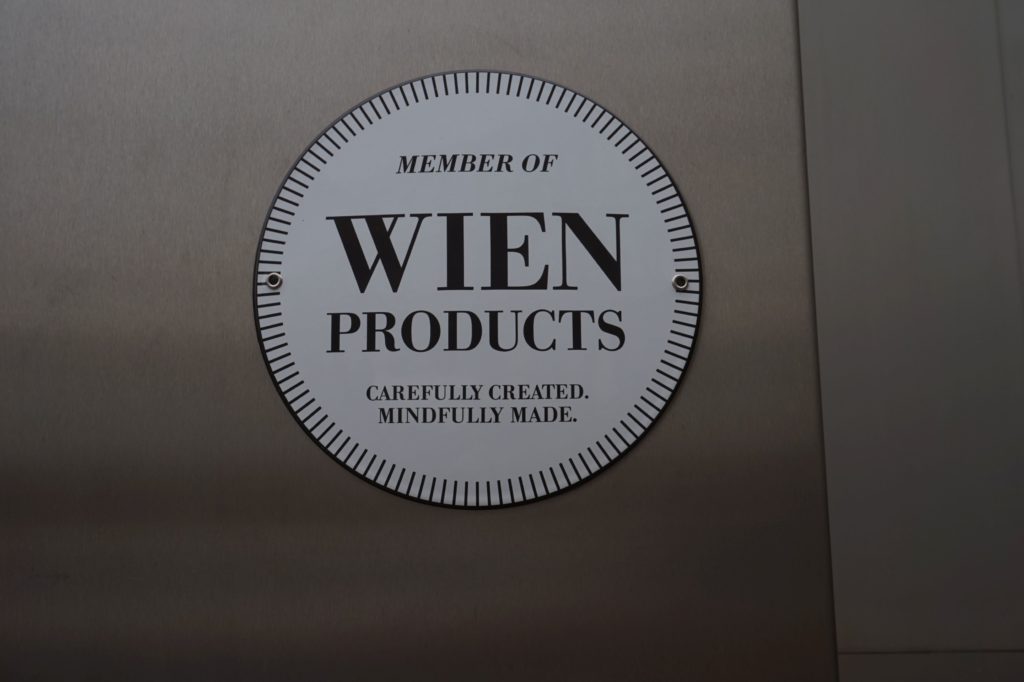 MEMBER OF
WIEN
PRODUCTS
CAREFULLY CREATED.
MINDFULLY MADE.